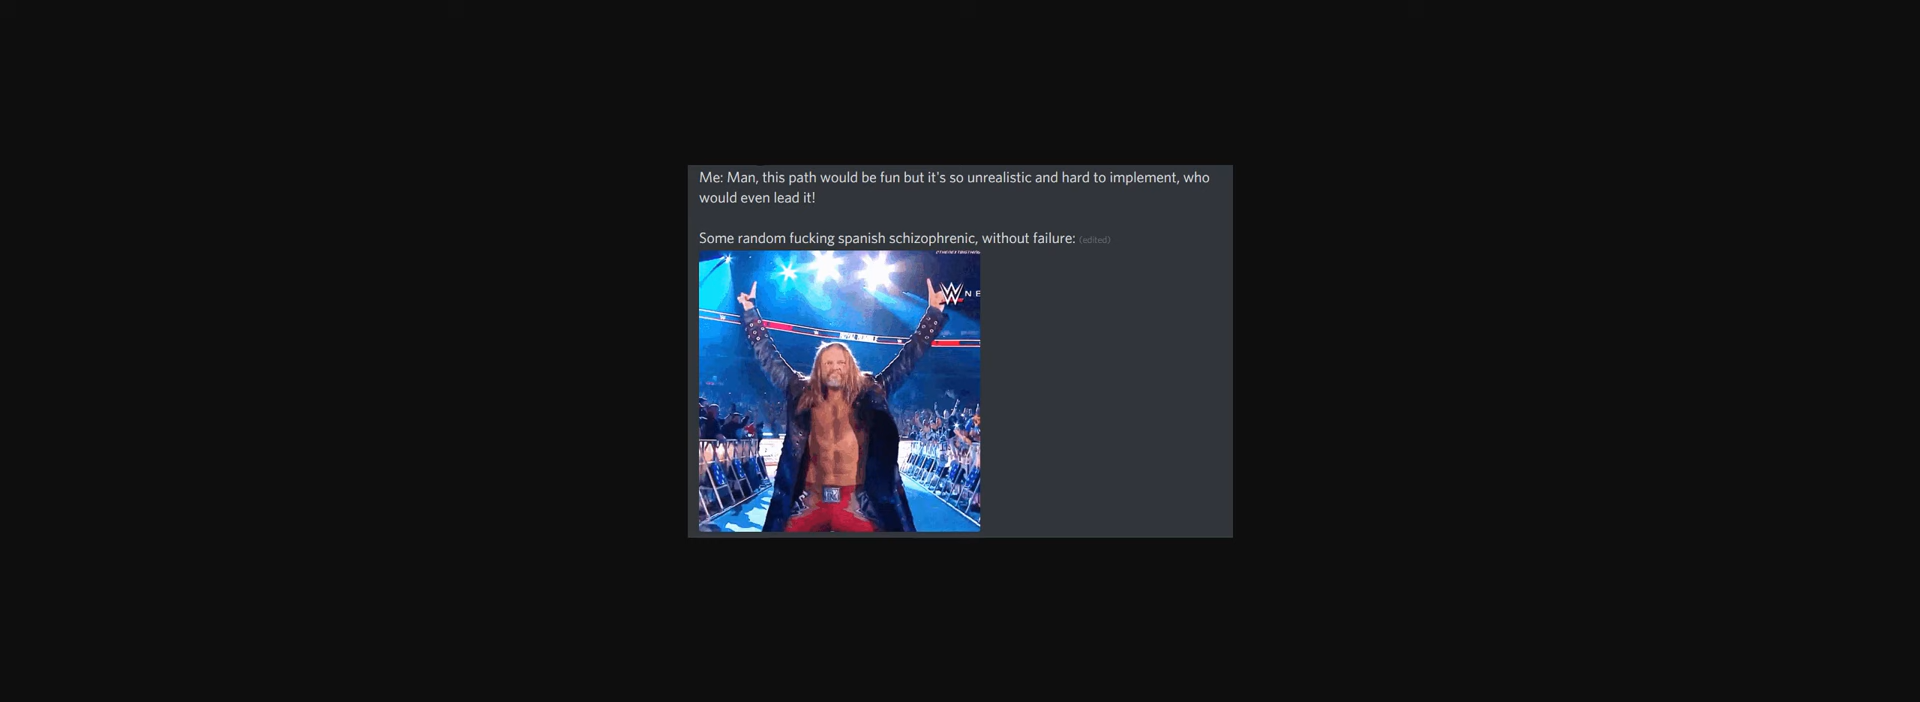 Me: Man, this path would be fun but it's so unrealistic and hard to implement, who
would even lead it!
Some random fucking spanish schizophrenic, without failure: (edited)
W NE